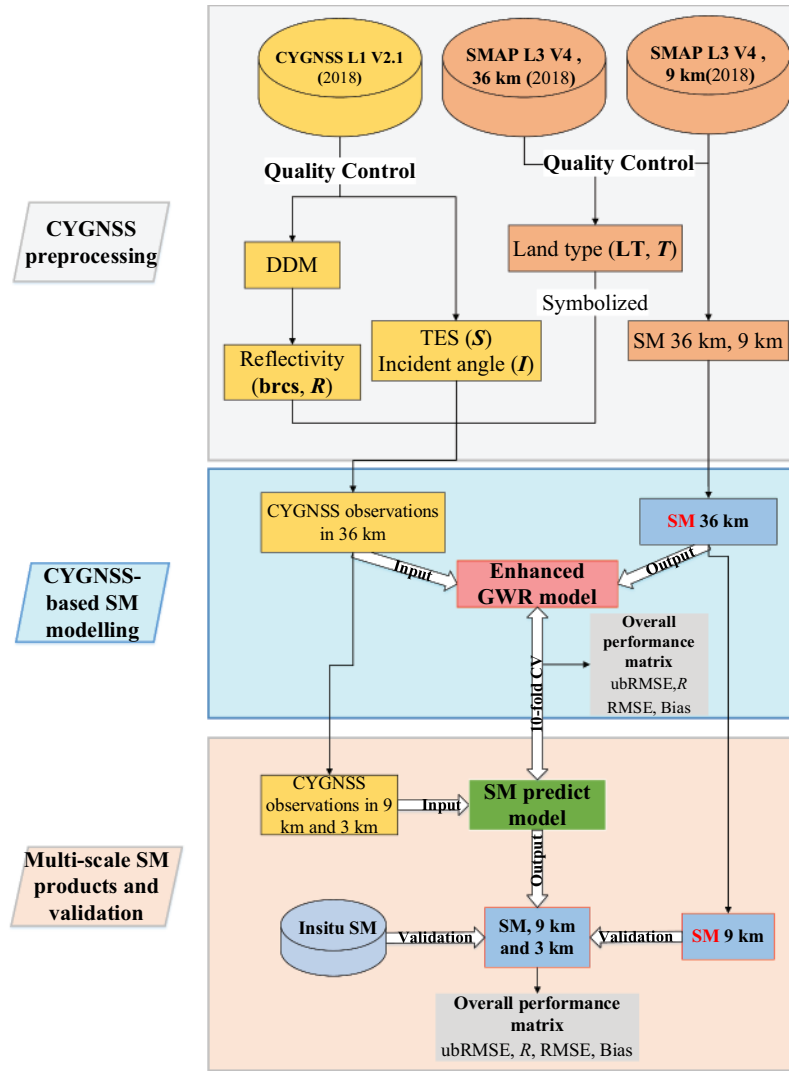 CYGNSS L1 V2.1
(2018)
SMAP L3 V4 ,
36 km (2018)
SMAP L3 V4 ,
9 km(2018)
Quality Control
Quality Control
CYGNSS
preprocessing
DDM
Land type (LT, T)
Symbolized
Reflectivity
(brcs, R)
TES (S)
Incident angle (I)
SM 36 km, 9 km
CYGNSS-
based SM
modelling
CYGNSS observations
in 36 km
SM 36 km
Input
Output
Enhanced
GWR model
10-fold CV
Overall
performance
matrix
ubRMSE,R
RMSE, Bias
Multi-scale SM
products and
validation
CYGNSS
observations in 9
km and 3 km
Input
SM predict
model
Output
Insitu SM
Validation
SM, 9 km
and 3 km
Validation
SM 9 km
Overall performance
matrix
ubRMSE, R, RMSE, Bias